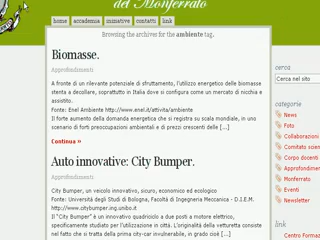 del Monferrato
home accademia iniziative contatti link
Browsing the archives for the ambiente tag.
Biomasse.
Approfondimenti
A fronte di un rilevante potenziale di sfruttamento, l'utilizzo energetico delle biomasse
stenta a decollare, soprattutto in Italia dove si configura come un mercato di nicchia e
assistito.
Fonte: Enel Ambiente http://www.enel.it/attivita/ambiente
Il forte aumento della domanda energetica che si registra su scala mondiale, in uno
scenario di forti preoccupazioni ambientali e di prezzi crescenti delle [...]
Continua »
Auto innovative: City Bumper.
Approfondimenti
City Bumper, un veicolo innovativo, sicuro, economico ed ecologico
Fonte: Università degli Studi di Bologna, Facoltà di Ingegneria Meccanica - D.I.E.M.
http://www.citybumper.ing.unibo.it
Il "City Bumper" è un innovativo quadriciclo a due posti a motore elettrico,
specificamente studiato per l'utilizzazione in città. L'originalità della vetturetta consiste
nel fatto che si tratta della prima city-car invulnerabile, in grado cioè [...]
cerca
Cerca nel sito
categorie
News
Foto
Collaborazioni
Comitato scien
Corpo docenti
Approfondimen
Monferrato
Eventi
Newsletter
link
Centro Formaz